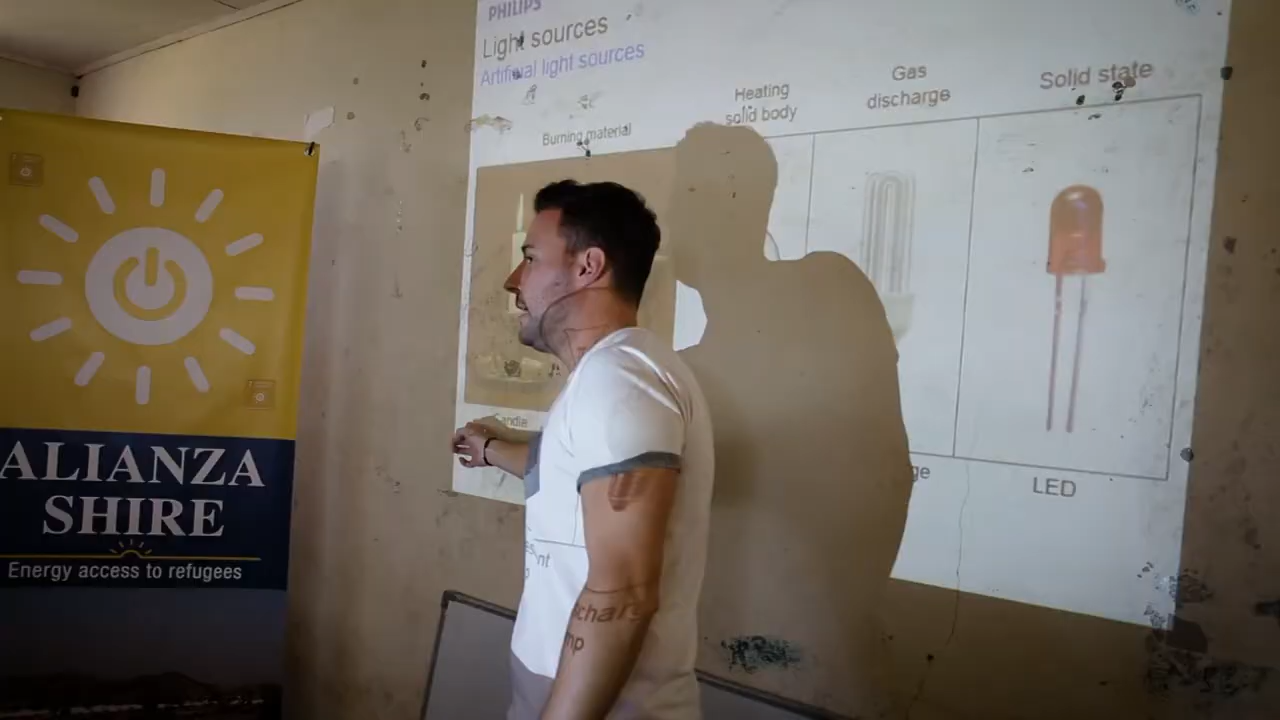 ALIANZA
SHIRE
Energy access to refugees
PHILIPS
Light sources
Artificial light sources
Burning material
Heating
solid body
Gas
discharge
Solid state
Candle
LED